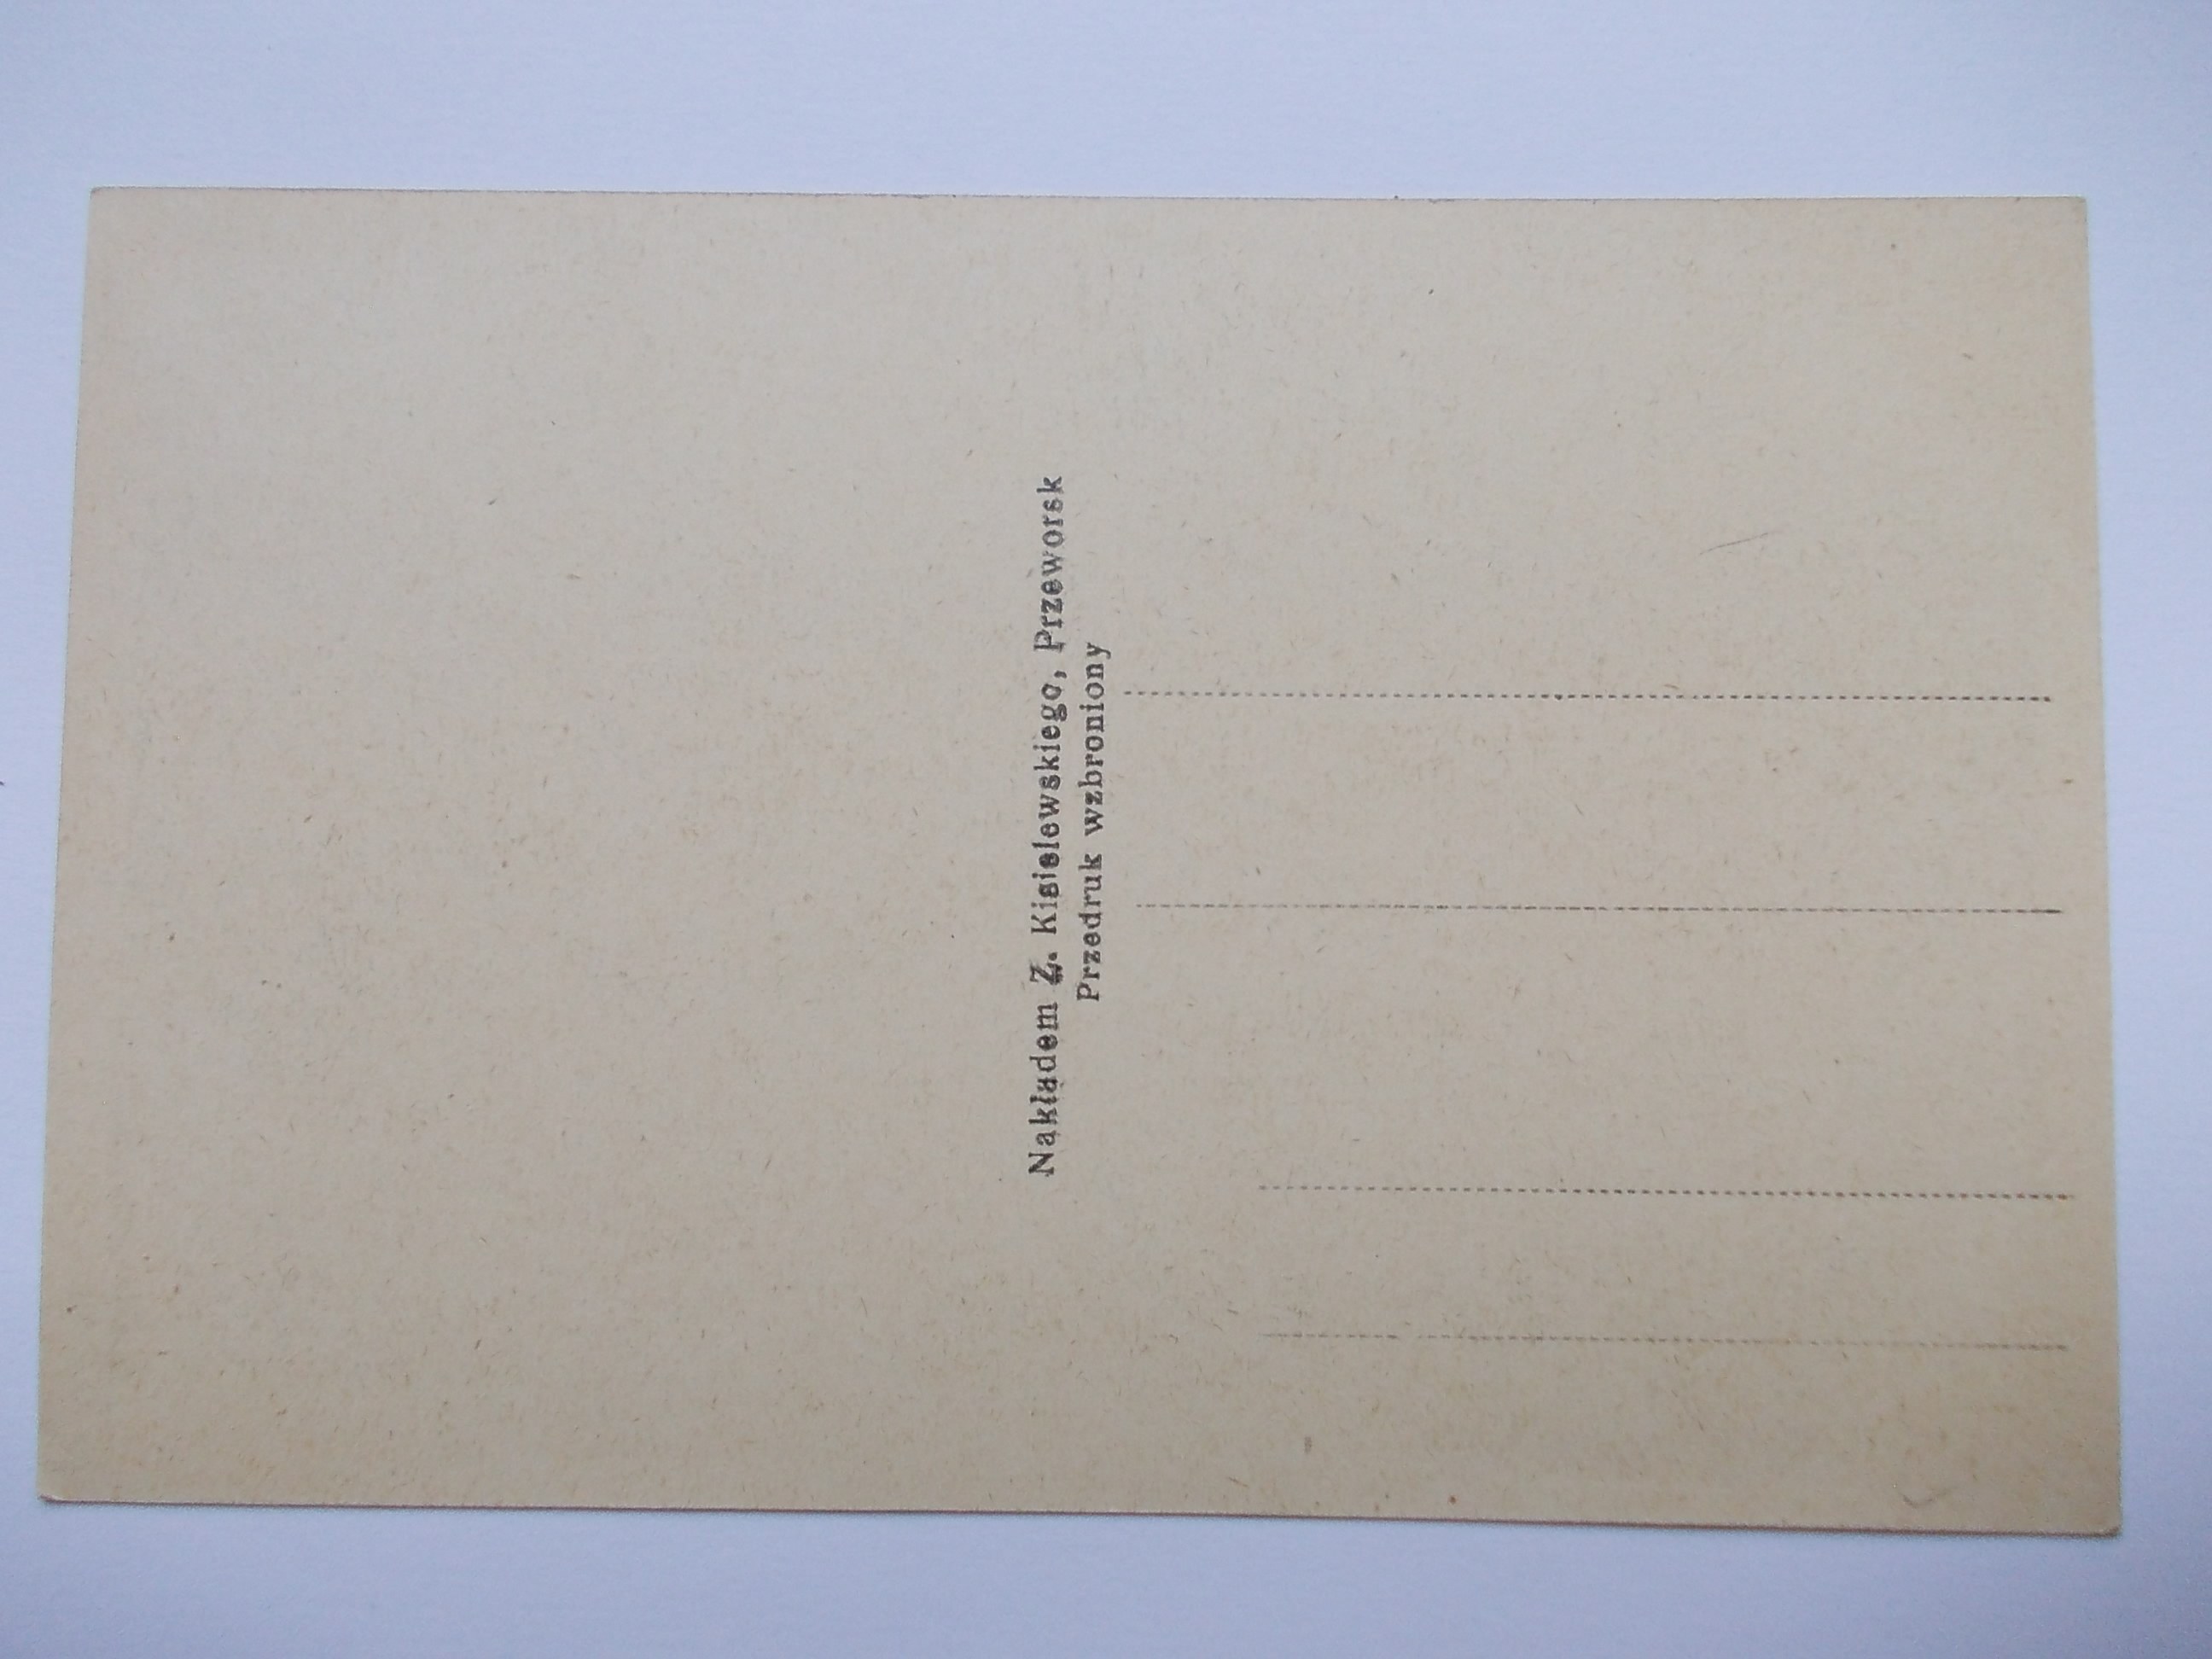 Nakładem Z. Kisielewskiego, Przeworsk
Przedruk wzbroniony